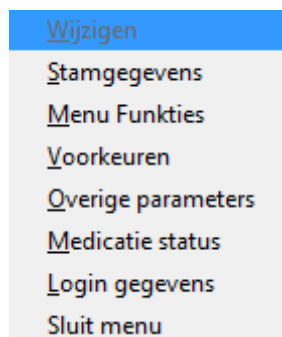 Wijzigen
Stamgegevens
Menu Funkties
Voorkeuren
Overige parameters
Medicatie status
Login gegevens
Sluit menu